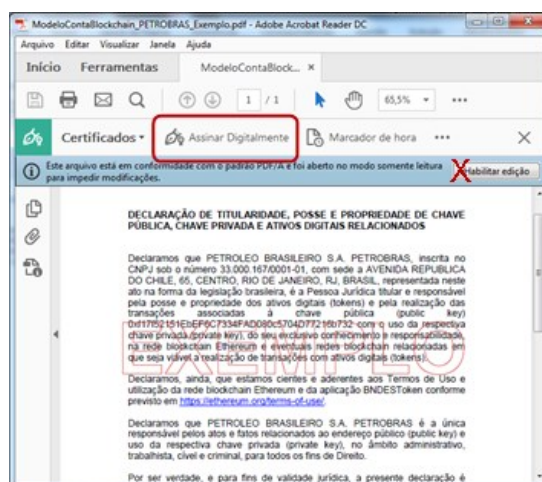 ModeloContaBlockchain_PETROBRAS_Exemplo.pdf - Adobe Acrobat Reader DC
Arquivo Editar Visualizar Janela Ajuda
Início Ferramentas ModeloContaBlock... ×
1 / 1 65,5%
Certificados Assinar Digitalmente Marcador de hora
Este arquivo está em conformidade com o padrão PDF/A e foi aberto no modo somente leitura
para impedir modificações.
X Habilitar edição
DECLARAÇÃO DE TITULARIDADE, POSSE E PROPRIEDADE DE CHAVE
PÚBLICA, CHAVE PRIVADA E ATIVOS DIGITAIS RELACIONADOS
Declaramos que PETROLEO BRASILEIRO S.A. PETROBRAS, inscrita no
CNPJ sob o número 33.000.167/0001-01, com sede a AVENIDA REPUBLICA
DO CHILE, 65, CENTRO, RIO DE JANEIRO, RJ, BRASIL, representada neste
ato na forma da legislação brasileira, é a Pessoa Jurídica titular e responsável
pela posse e propriedade dos ativos digitais (tokens) e pela realização das
transações associadas à chave pública (public key)
e pelo uso da respectiva
chave privada (private key), do seu exclusivo conhecimento e responsabilidade,
na rede blockchain Ethereum e eventuais redes blockchain relacionadas em
que seja viável a realização de transações com ativos digitais (tokens).
EXEMPLO
Declaramos, ainda, que estamos cientes e aderentes aos Termos de Uso e
utilização da rede blockchain Ethereum e da aplicação BNDESToken conforme
previsto em https://ethereum.org/terms-of-use/.
Declaramos que PETROLEO BRASILEIRO S.A. PETROBRAS é a única
responsável pelos atos e fatos relacionados ao endereço público (public key) e
uso da respectiva chave privada (private key), no âmbito administrativo,
trabalhista, cível e criminal, para todos os fins de Direito.
Por ser verdade, e para fins de validade jurídica, a presente declaração é